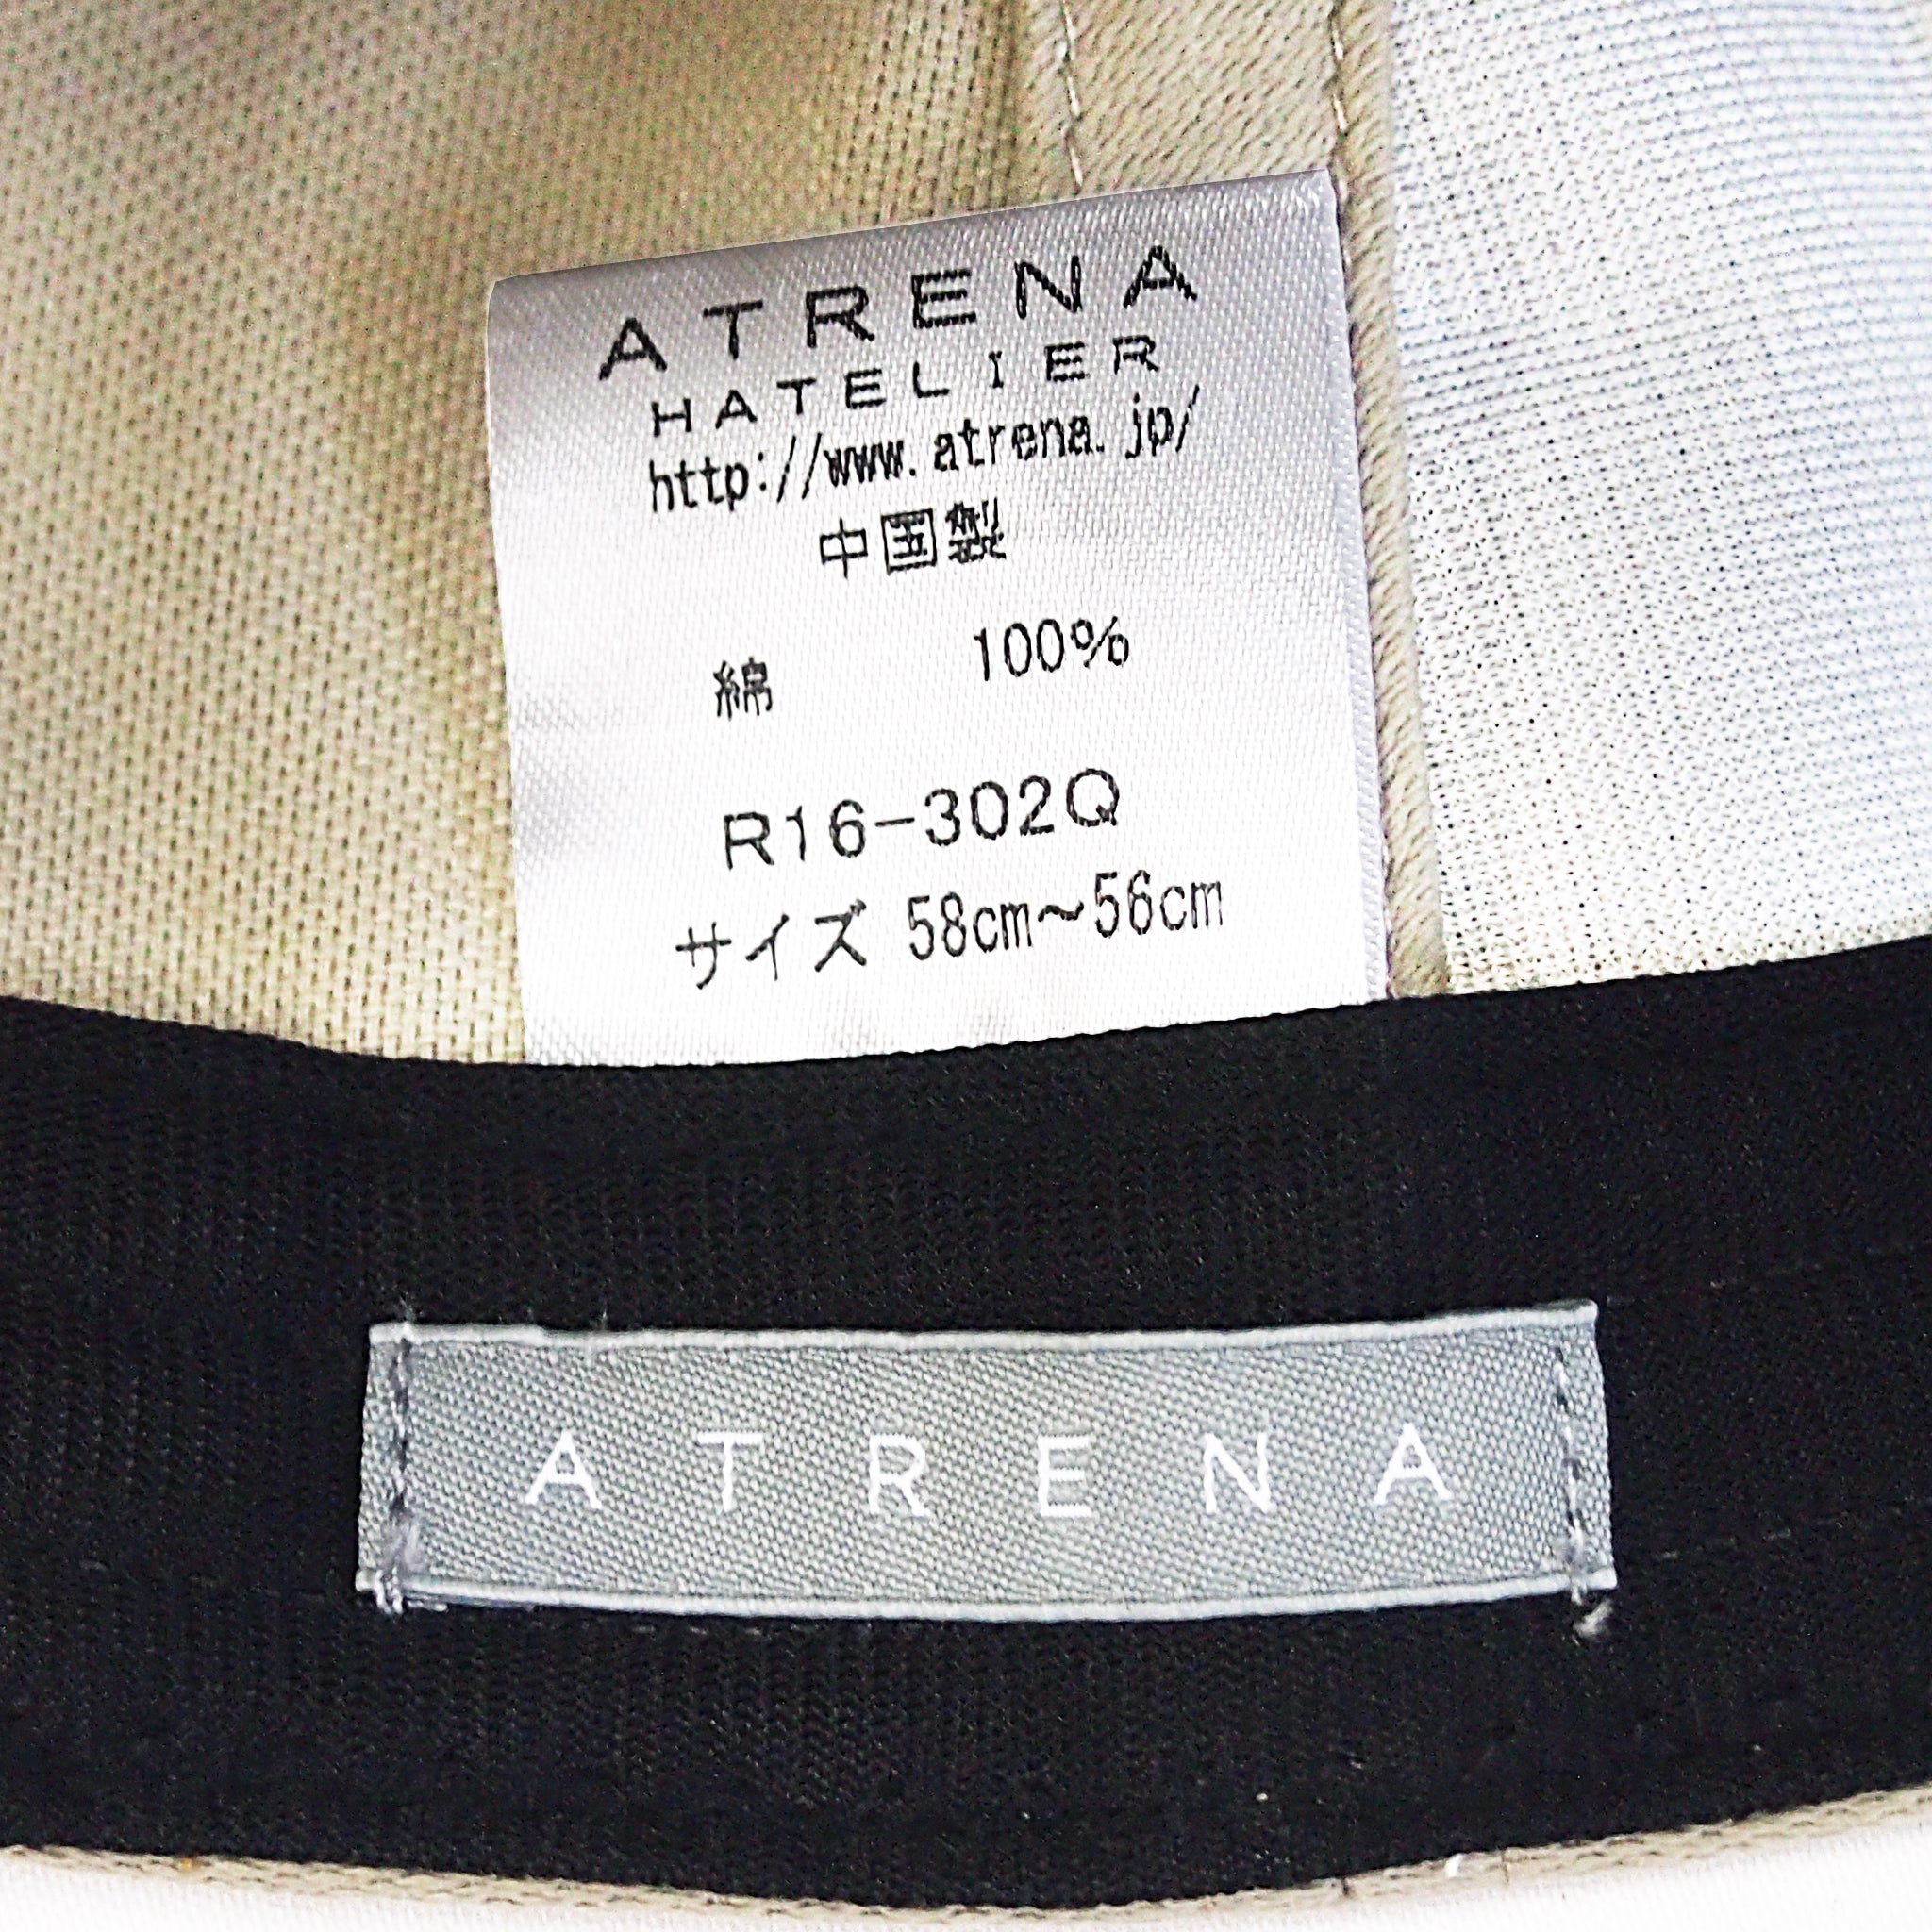 ATRENA
HATELIER
http://www.atrena.jp/
中国製
綿 100%
R16-302Q
サイズ 58cm～56cm
ATRENA